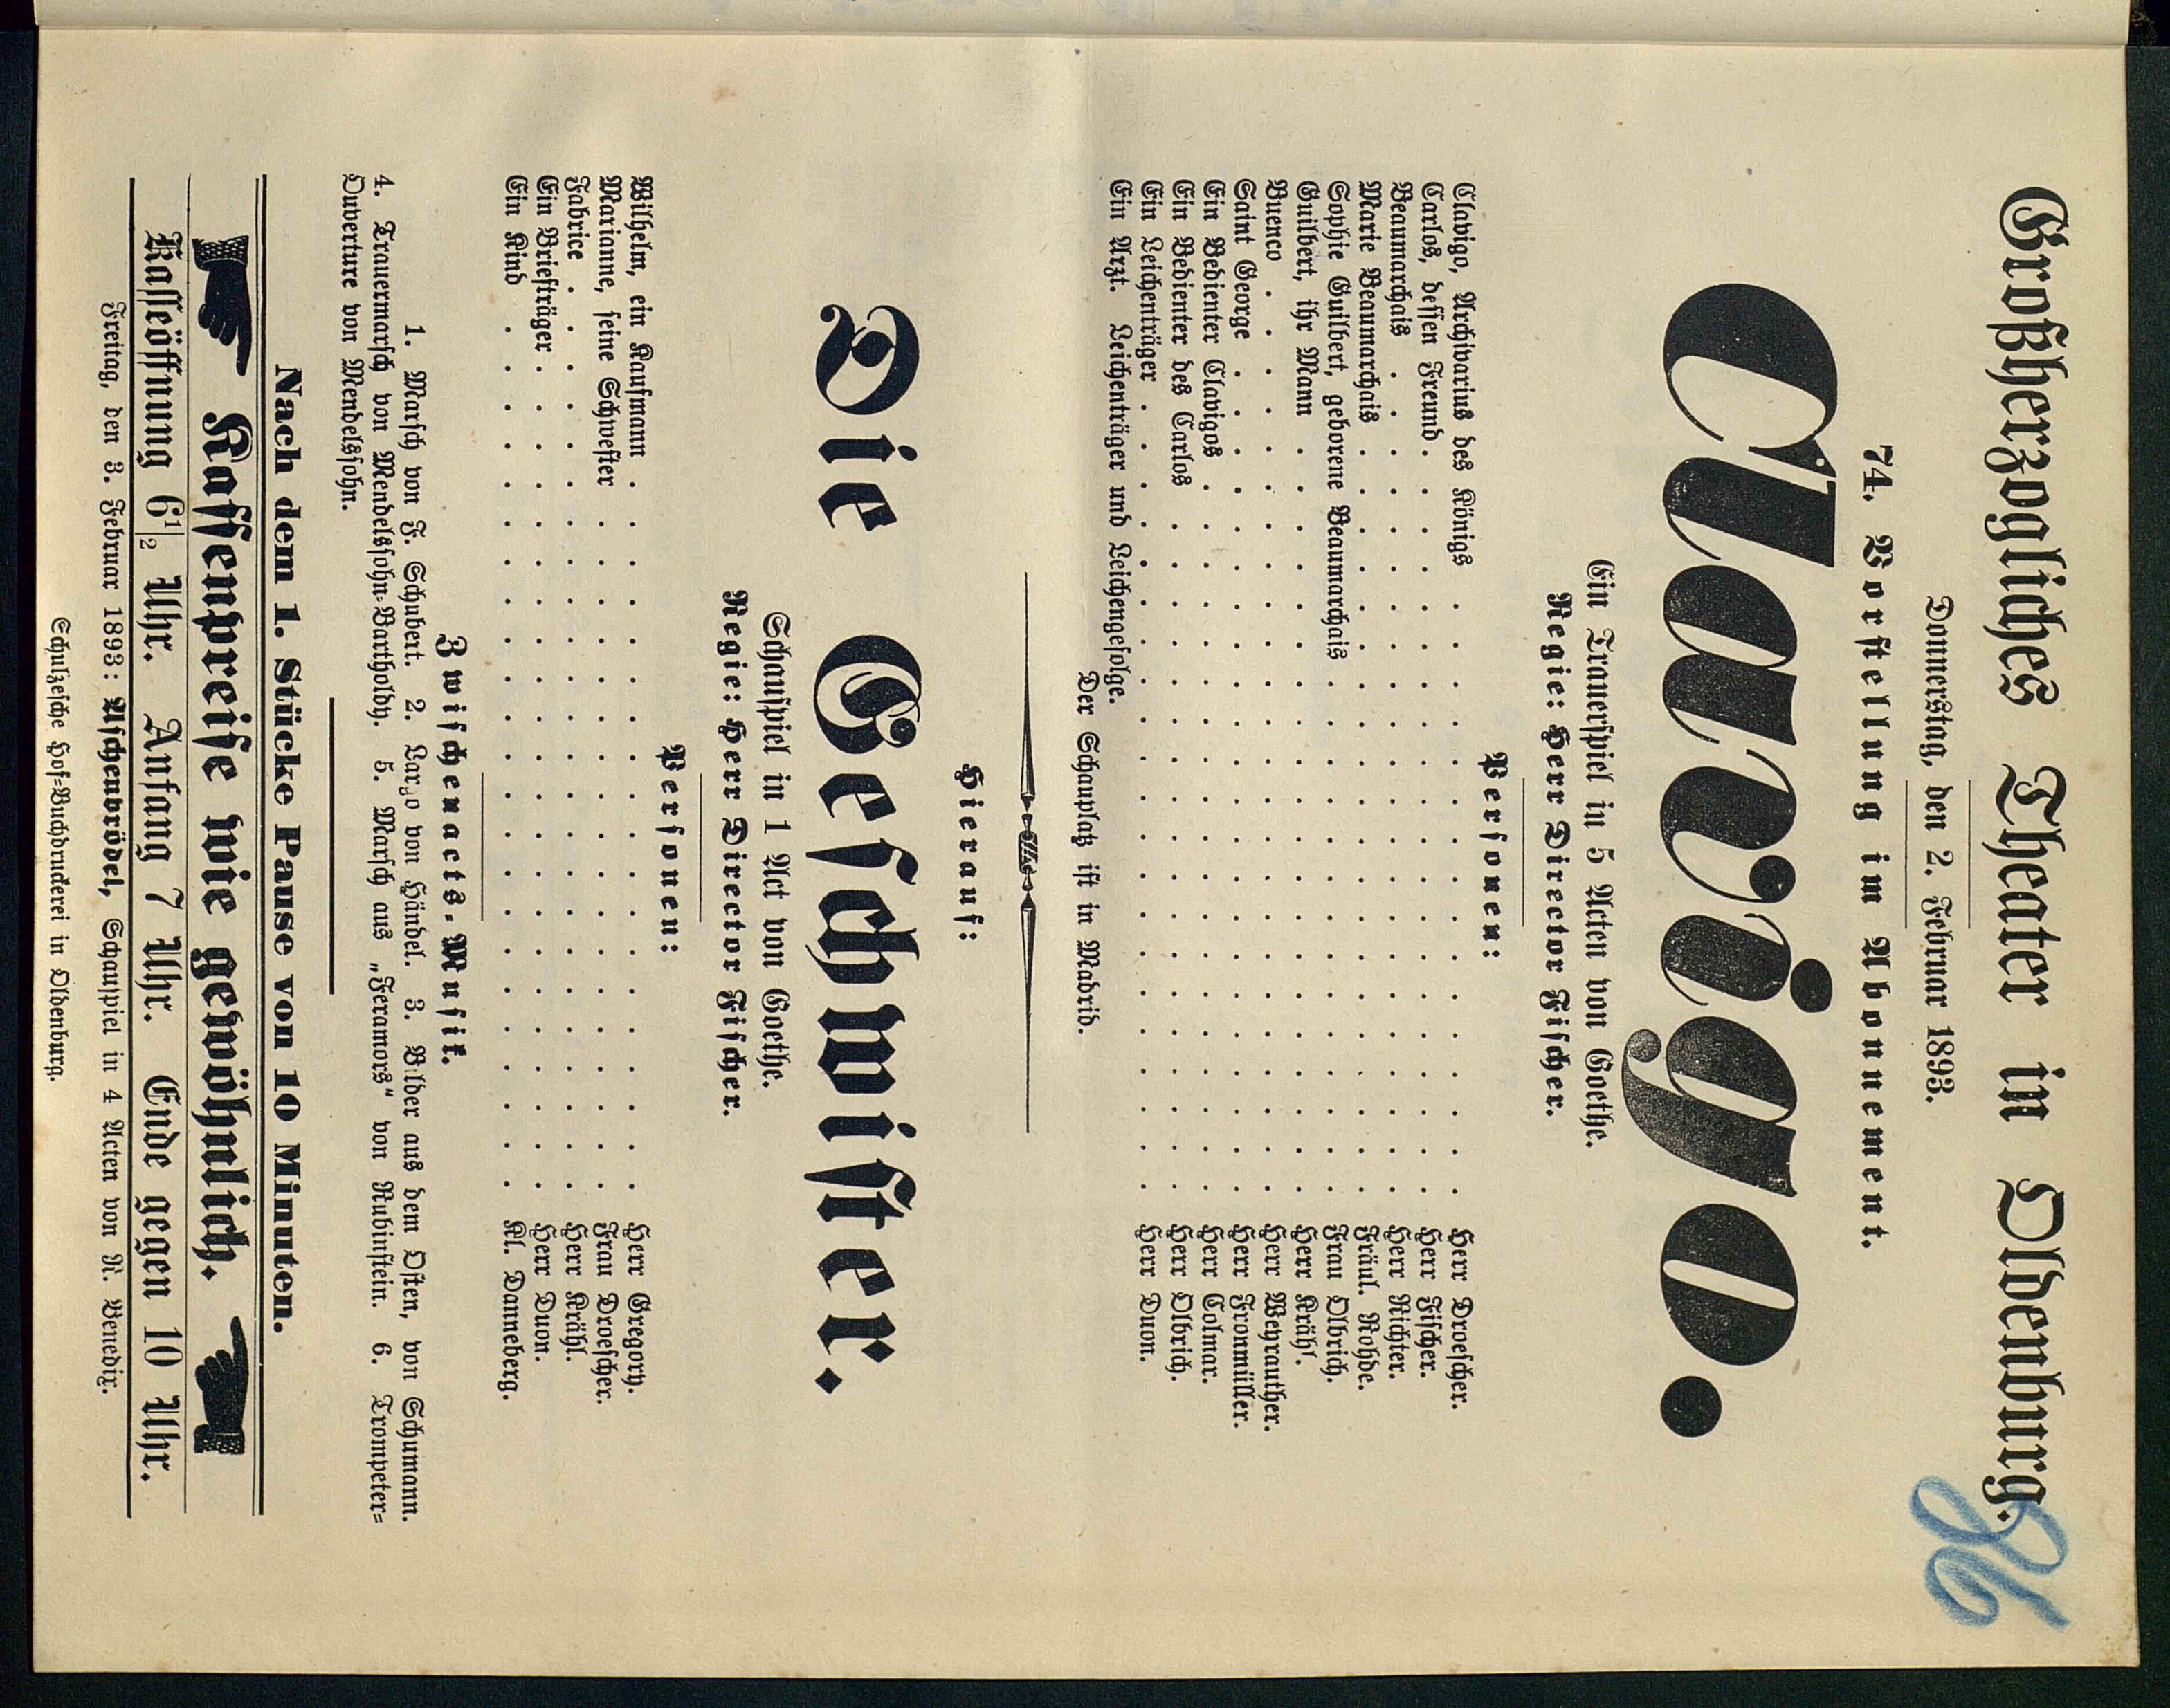 Großherzogliches Theater in Oldenburg.
Donnerstag, den 2. Februar 1893.
74. Vorstellung im Abonnement.
Clavigo.
Ein Trauerspiel in 5 Acten von Goethe.
Regie: Herr Director Fischer.
Personen:
Clavigo, Archivarius des Königs . . . . . . . . Herr Droescher.
Carlos, dessen Freund . . . . . . . . Herr Fischer.
Beaumarchais . . . . . . . . Herr Richter.
Marie Beaumarchais . . . . . . . . Fräul. Rohde.
Sophie Guilbert, geborene Beaumarchais . . . . . . . . Frau Olbrich.
Guilbert, ihr Mann . . . . . . . . Herr Krähl.
Buenco . . . . . . . . Herr Weyrauther.
Saint George . . . . . . . . Herr Frommüller.
Ein Bedienter Clavigos . . . . . . . . Herr Colmar.
Ein Bedienter des Carlos . . . . . . . . Herr Olbrich.
Ein Leichenträger . . . . . . . . Herr Duon.
Ein Arzt. Leichenträger und Leichengefolge.
Der Schauplatz ist in Madrid.
Hierauf:
Die Geschwister.
Schauspiel in 1 Act von Goethe.
Regie: Herr Director Fischer.
Personen:
Wilhelm, ein Kaufmann . . . . . . . . Herr Gregory.
Marianne, seine Schwester . . . . . . . . Frau Droescher.
Fabrice . . . . . . . . Herr Krähl.
Ein Briefträger . . . . . . . . Herr Duon.
Ein Kind . . . . . . . . Kl. Danneberg.
Zwischenacts-Musik.
1. Marsch von F. Schubert. 2. Largo von Händel. 3. Bilder aus dem Osten, von Schumann.
4. Trauermarsch von Mendelssohn-Bartholdy. 5. Marsch aus „Feramors“ von Rubinstein. 6. Trompeter-
Ouverture von Mendelssohn.
Nach dem 1. Stücke Pause von 10 Minuten.
Kassenpreise wie gewöhnlich.
Kasseöffnung 6 1/2 Uhr. Anfang 7 Uhr. Ende gegen 10 Uhr.
Freitag, den 3. Februar 1893: Aschenbrödel, Schauspiel in 4 Acten von R. Benedix.
Schulzesche Hof-Buchdruckerei in Oldenburg.